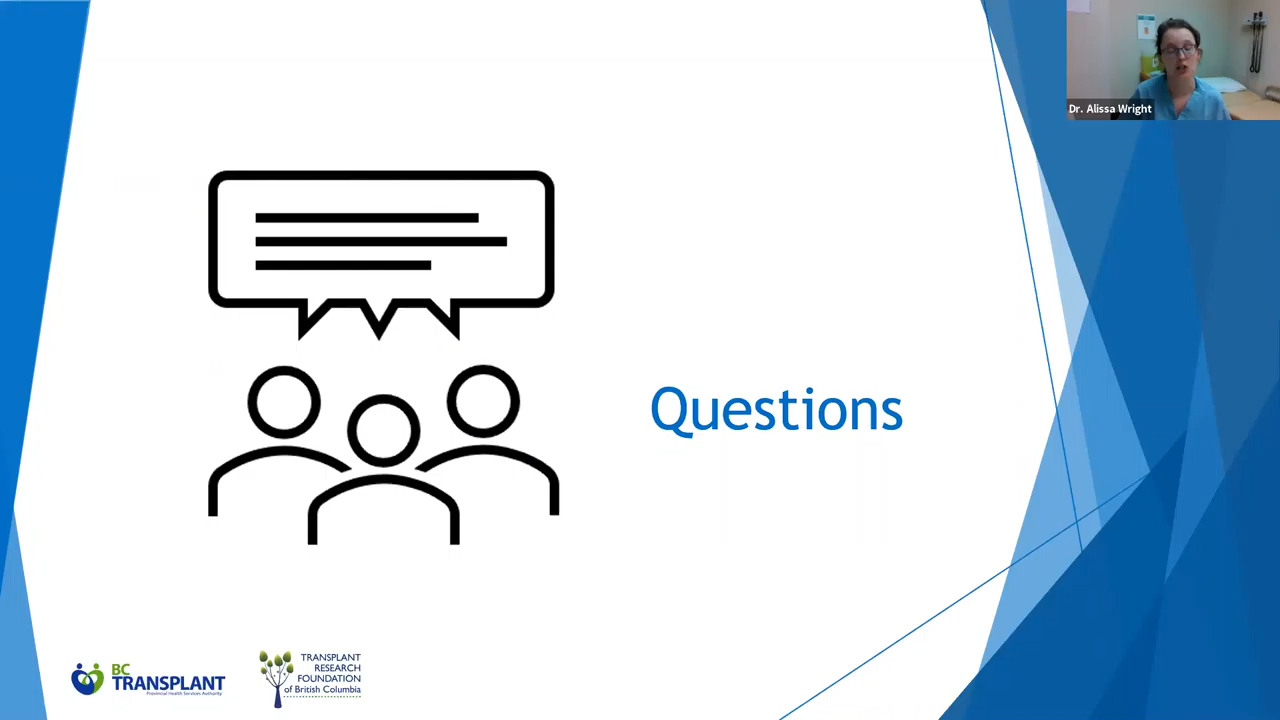 Dr. Alissa Wright
Questions
BC
TRANSPLANT
Provincial Health Services Authority
TRANSPLANT
RESEARCH
FOUNDATION
of British Columbia